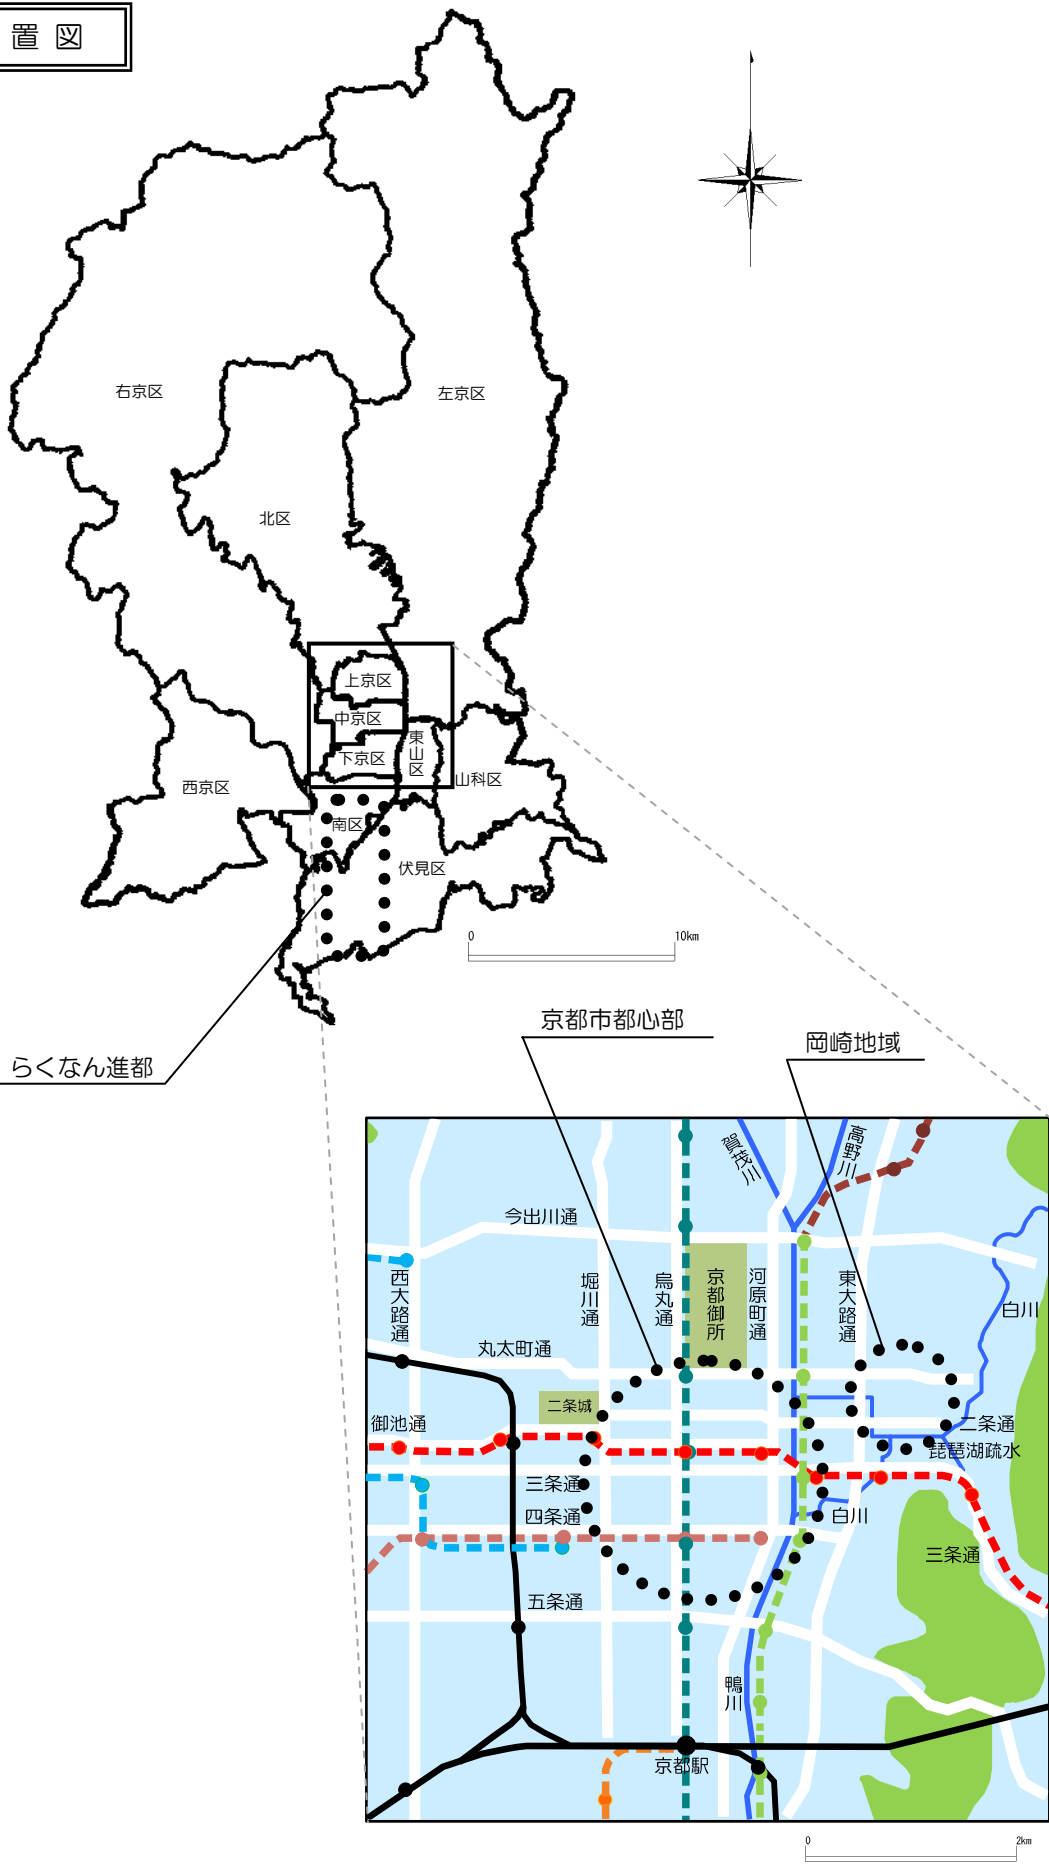 置図
右京区
左京区
北区
上京区
中京区
下京区
東山区
山科区
西京区
南区
伏見区
0 10km
らくなん進都
京都市都心部
岡崎地域
賀茂川
高野川
今出川通
西大路通
堀川通
烏丸通
京都御所
河原町通
東大路通
白川
丸太町通
二条城
御池通
二条通
琵琶湖疏水
三条通
四条通
白川
三条通
五条通
鴨川
京都駅
0 2km